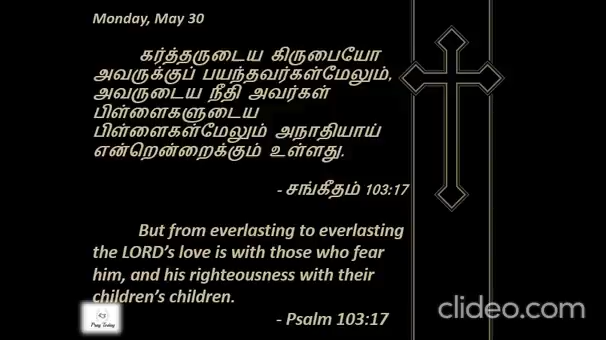 Monday, May 30
கர்த்தருடைய கிருபையோ
அவருக்குப் பயந்தவர்கள்மேலும்,
அவருடைய நீதி அவர்கள்
பிள்ளைகளுடைய
பிள்ளைகள்மேலும் அநாதியாய்
என்றென்றைக்கும் உள்ளது.
- சங்கீதம் 103:17
But from everlasting to everlasting
the LORD's love is with those who fear
him, and his righteousness with their
children's children.
- Psalm 103:17
Pray Today
clideo.com